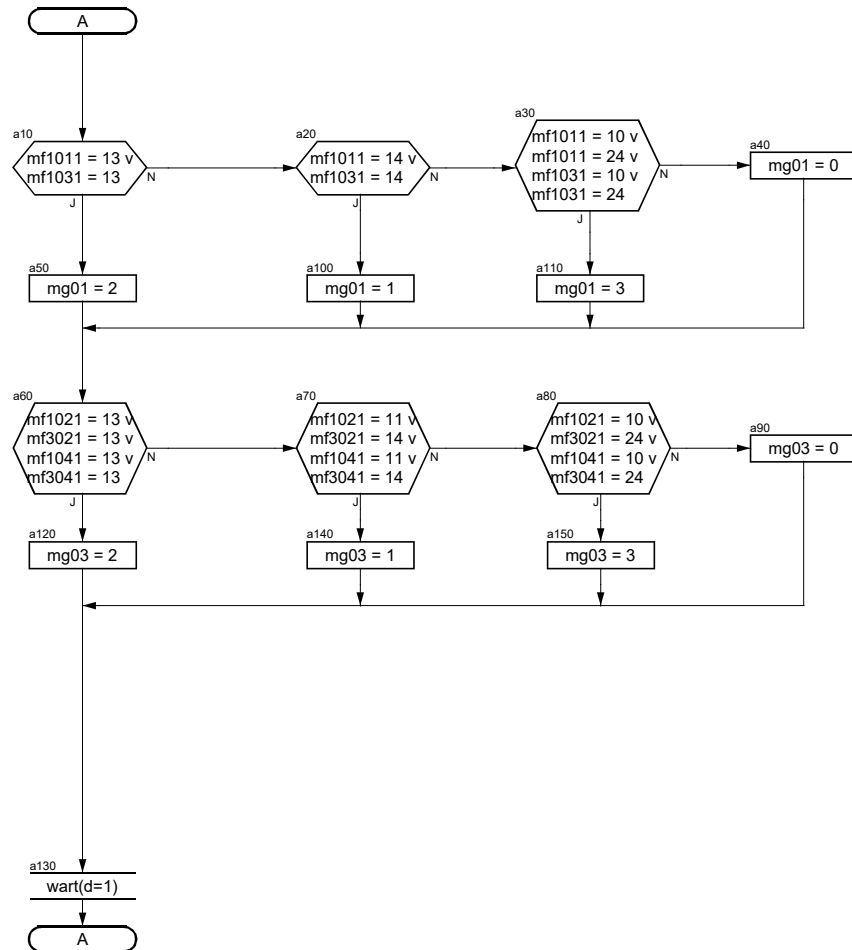 A
a10
mf1011 = 13 v
mf1031 = 13
N
J
a20
mf1011 = 14 v
mf1031 = 14
N
J
a30
mf1011 = 10 v
mf1011 = 24 v
mf1031 = 10 v
mf1031 = 24
N
J
a40
mg01 = 0
a50
mg01 = 2
a100
mg01 = 1
a110
mg01 = 3
a60
mf1021 = 13 v
mf3021 = 13 v
mf1041 = 13 v
mf3041 = 13
N
J
a70
mf1021 = 11 v
mf3021 = 14 v
mf1041 = 11 v
mf3041 = 14
N
J
a80
mf1021 = 10 v
mf3021 = 24 v
mf1041 = 10 v
mf3041 = 24
N
J
a90
mg03 = 0
a120
mg03 = 2
a140
mg03 = 1
a150
mg03 = 3
a130
wart(d=1)
A